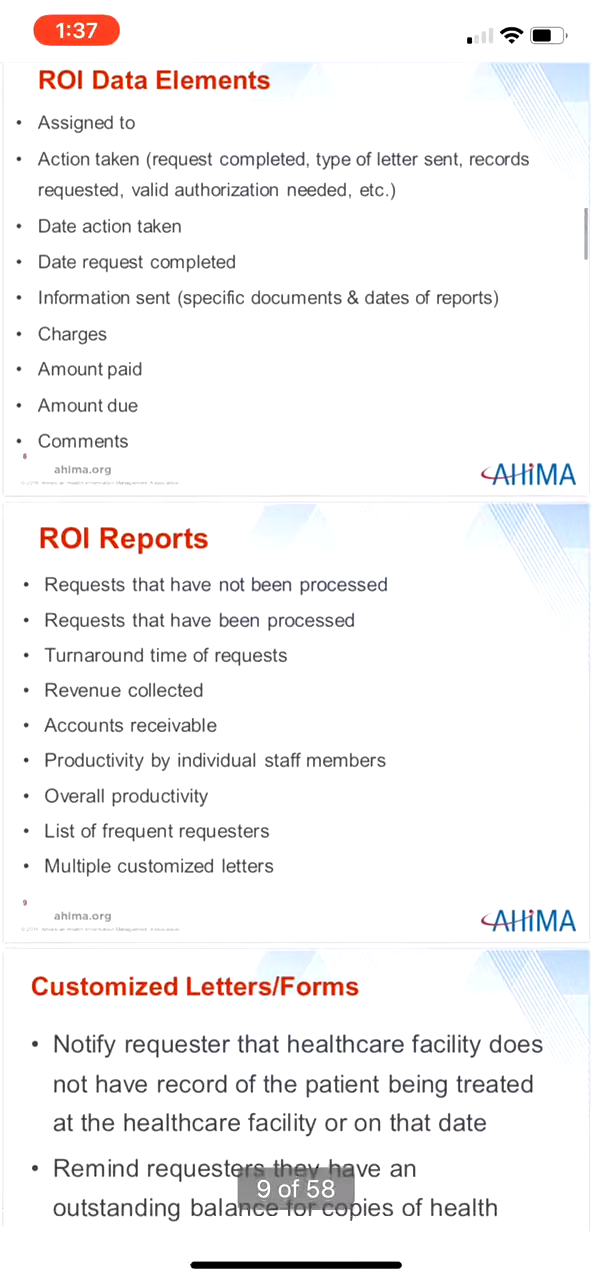 1:37
ROI Data Elements
• Assigned to
• Action taken (request completed, type of letter sent, records
requested, valid authorization needed, etc.)
• Date action taken
• Date request completed
• Information sent (specific documents & dates of reports)
• Charges
• Amount paid
• Amount due
• Comments
ahima.org
AHiMA
ROI Reports
• Requests that have not been processed
• Requests that have been processed
• Turnaround time of requests
• Revenue collected
• Accounts receivable
• Productivity by individual staff members
• Overall productivity
• List of frequent requesters
• Multiple customized letters
9
ahima.org
AHiMA
Customized Letters/Forms
• Notify requester that healthcare facility does
not have record of the patient being treated
at the healthcare facility or on that date
• Remind requesters they have an
9 of 58
outstanding balance for copies of health